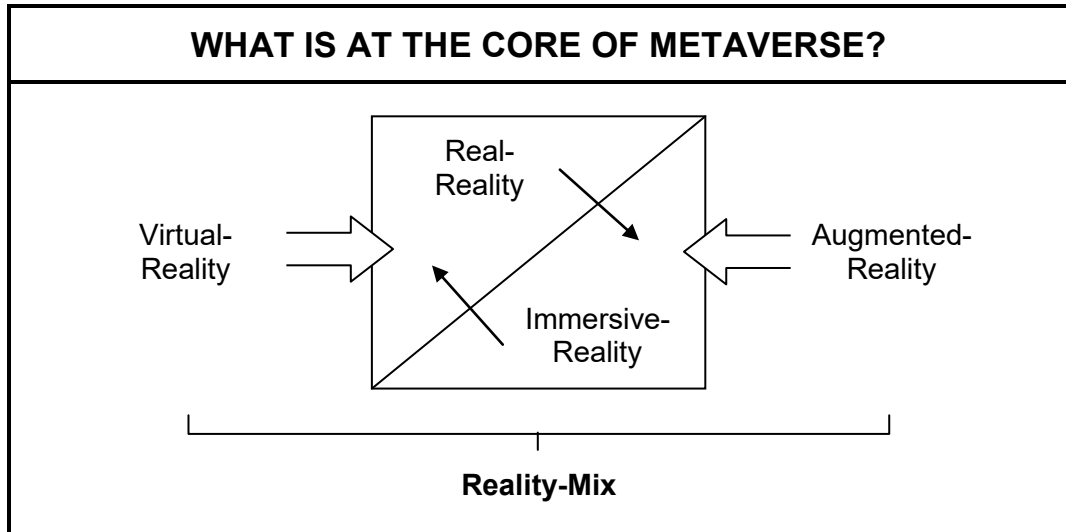 WHAT IS AT THE CORE OF METAVERSE?
Real-
Reality
Virtual-
Reality
Augmented-
Reality
Immersive-
Reality
Reality-Mix